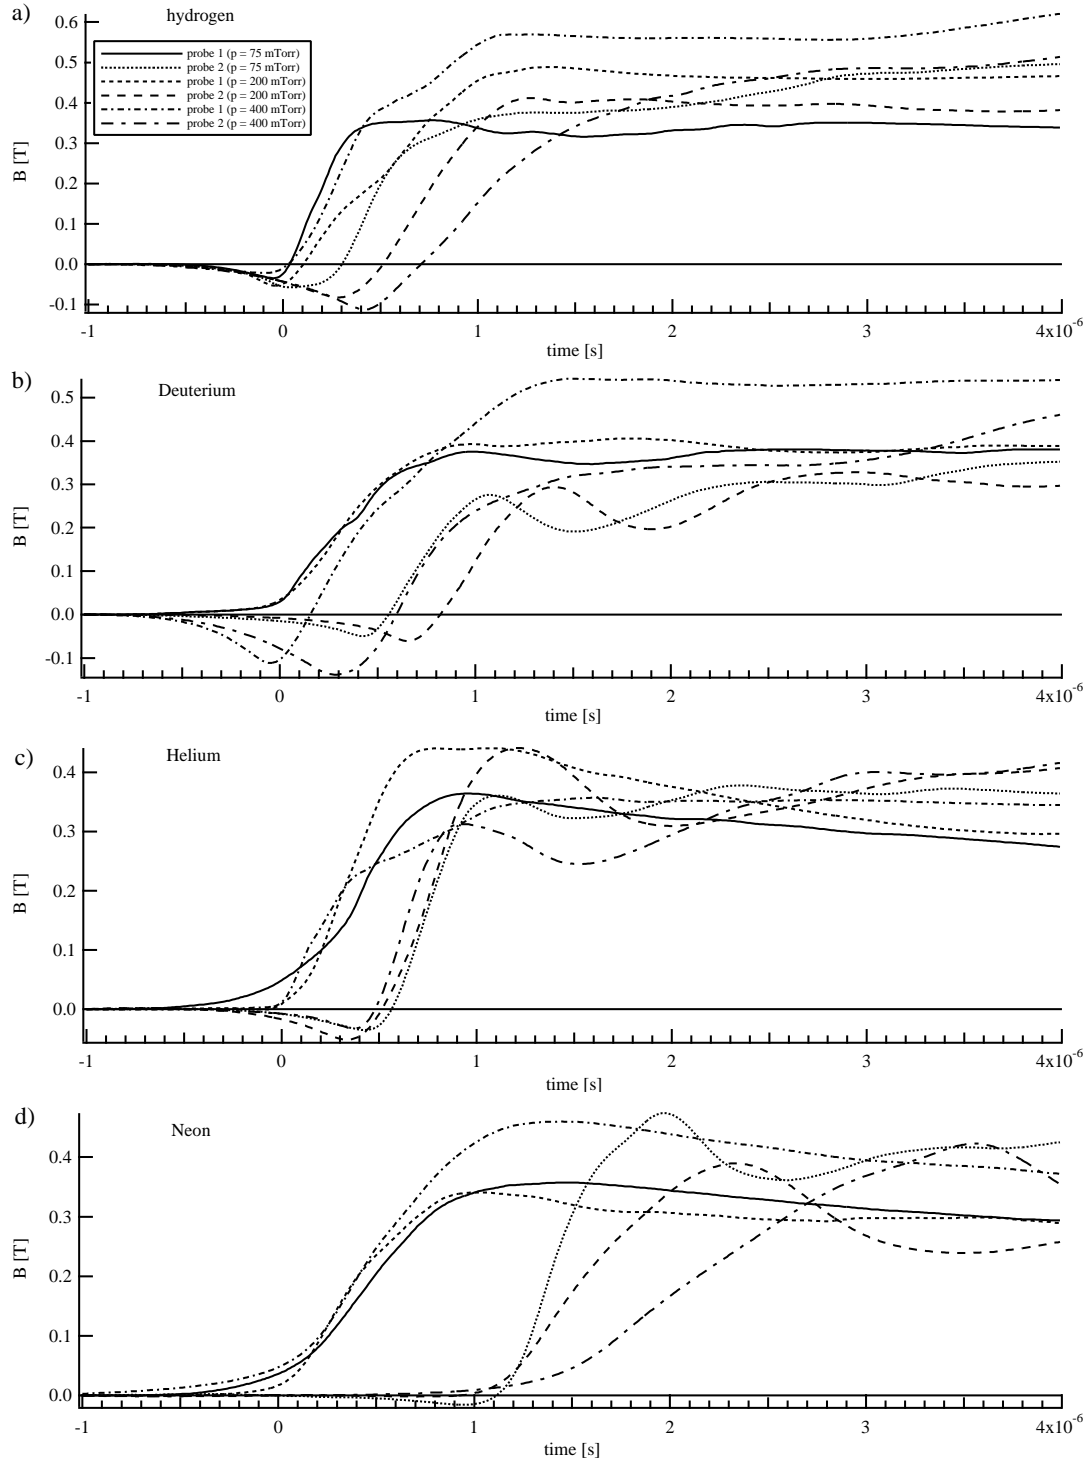 a)
hydrogen
probe 1 (p = 75 mTorr)
probe 2 (p = 75 mTorr)
probe 1 (p = 200 mTorr)
probe 2 (p = 200 mTorr)
probe 1 (p = 400 mTorr)
probe 2 (p = 400 mTorr)
B [T]
0.6
0.5
0.4
0.3
0.2
0.1
0.0
-0.1
-1 0 1 2 3 4x10-6
time [s]
b)
Deuterium
B [T]
0.5
0.4
0.3
0.2
0.1
0.0
-0.1
-1 0 1 2 3 4x10-6
time [s]
c)
Helium
B [T]
0.4
0.3
0.2
0.1
0.0
-1 0 1 2 3 4x10-6
time [s]
d)
Neon
B [T]
0.4
0.3
0.2
0.1
0.0
-1 0 1 2 3 4x10-6
time [s]